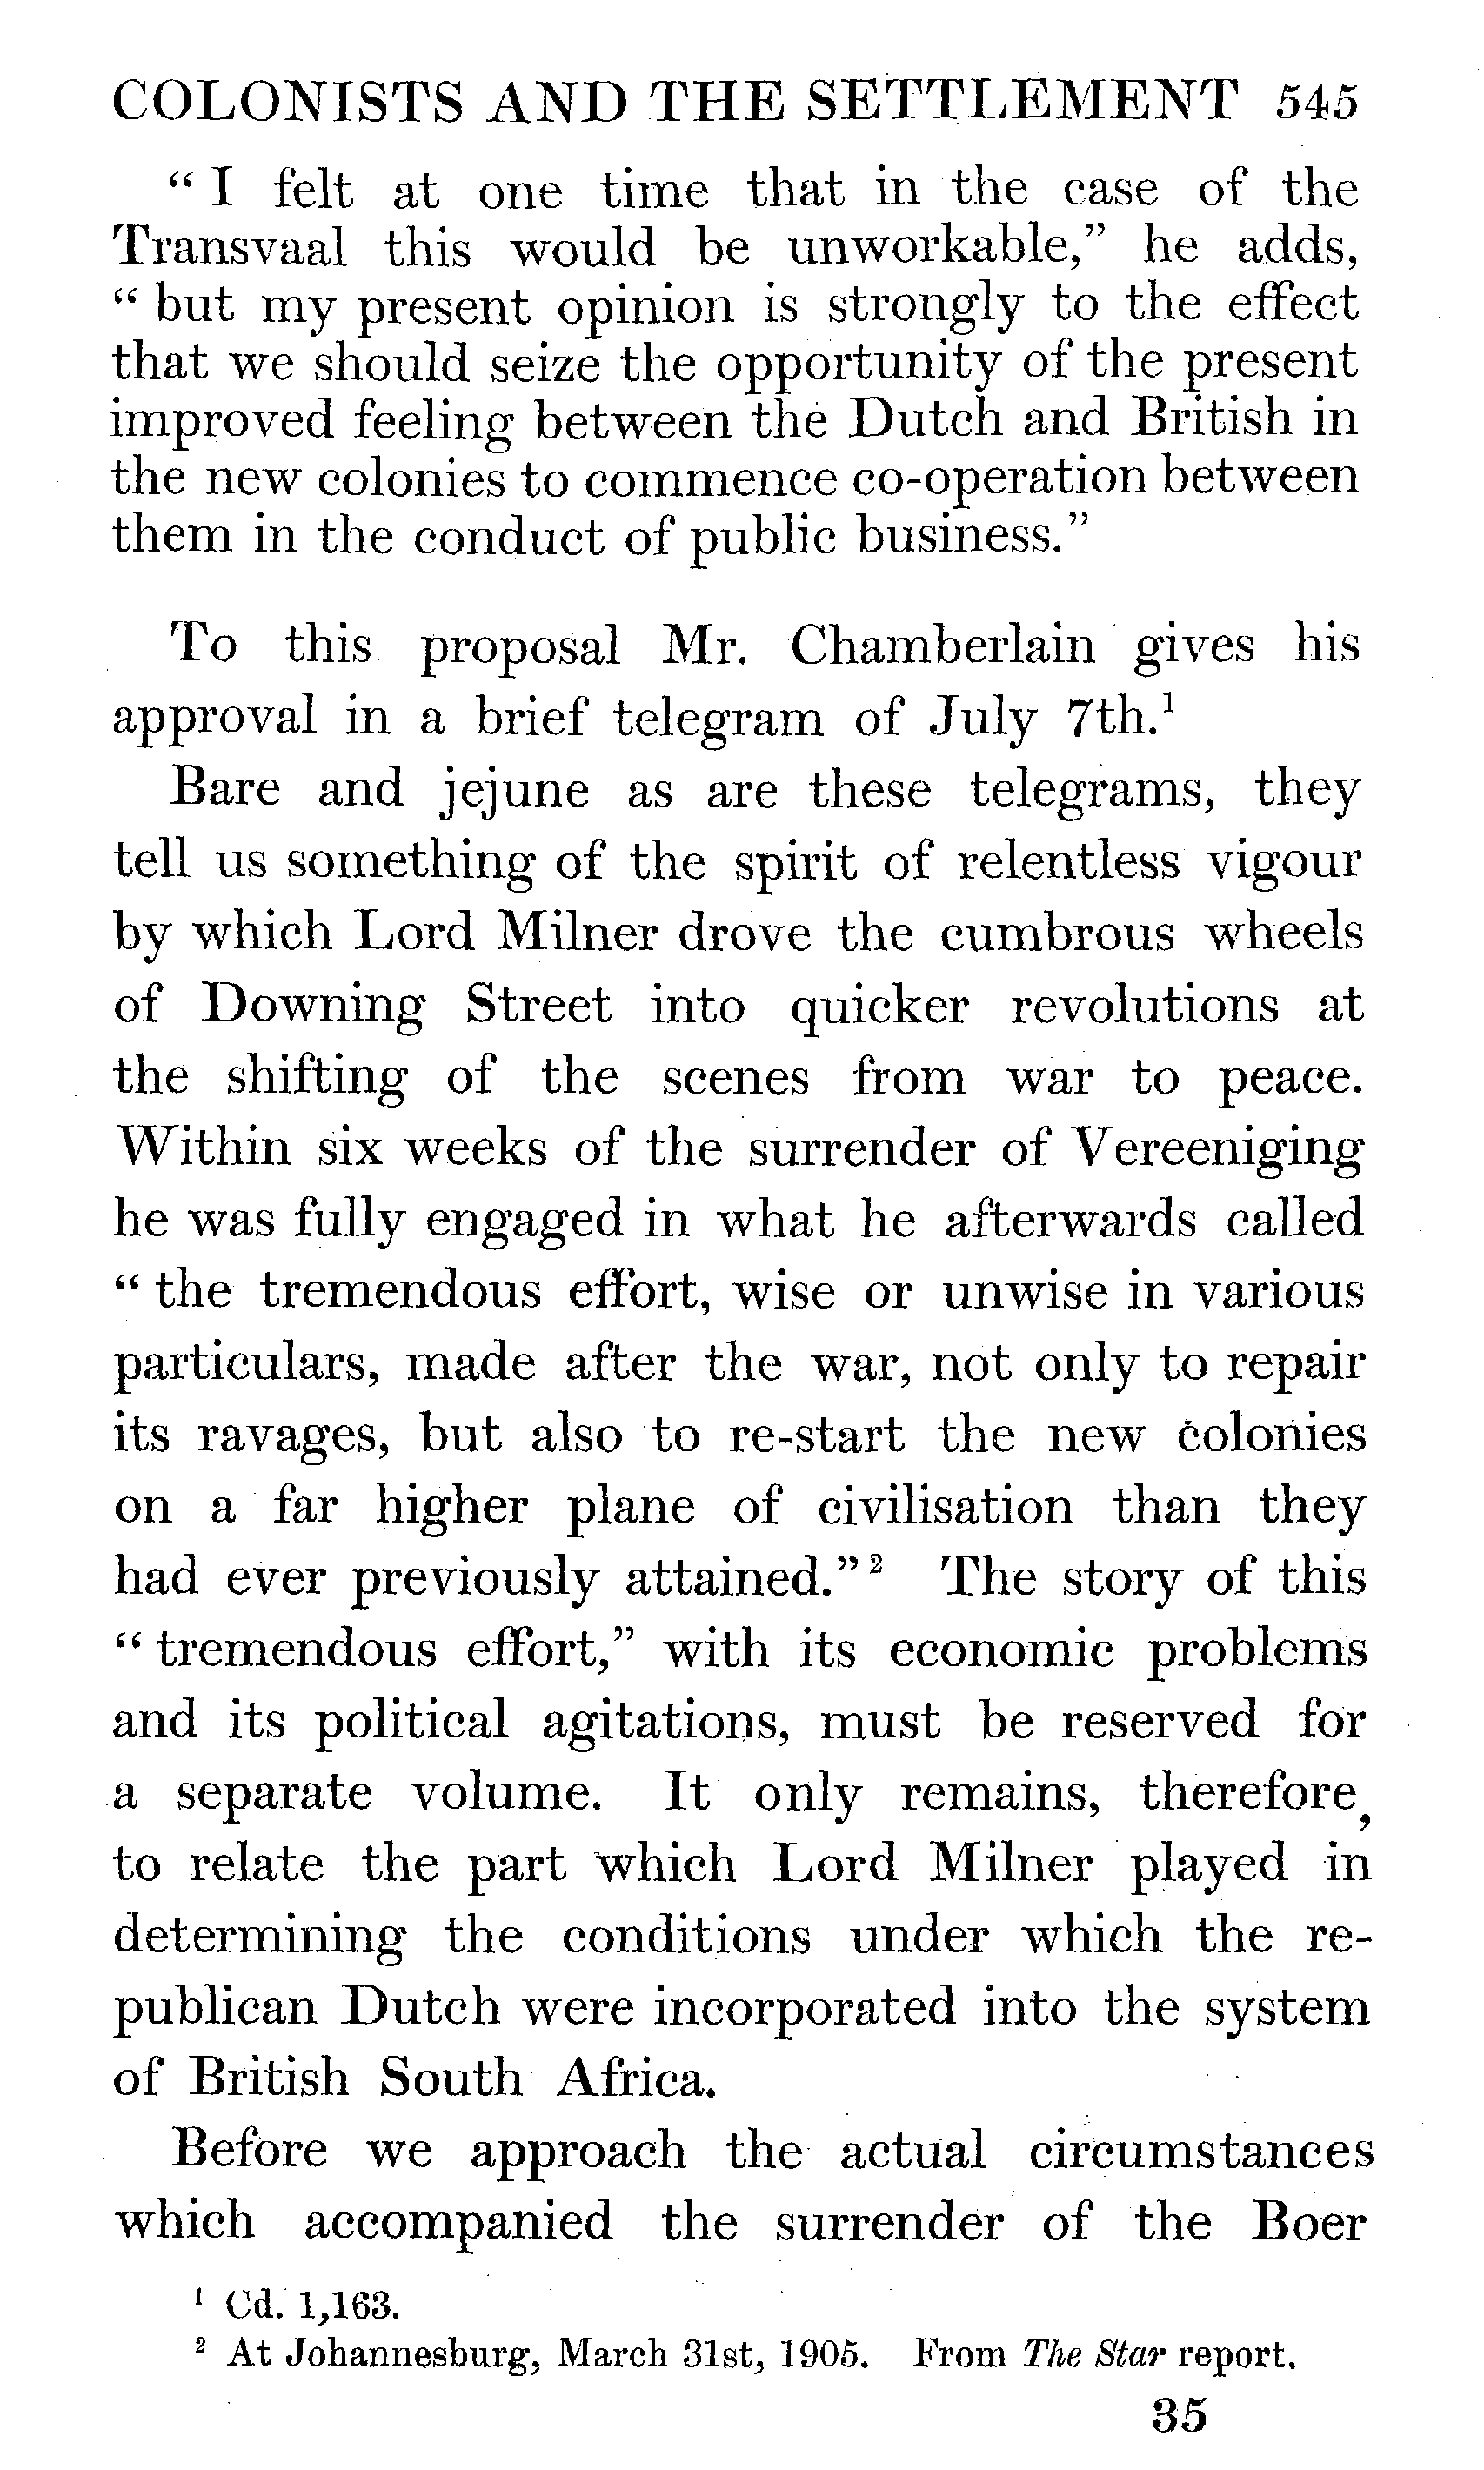 COLONISTS AND THE SETTLEMENT 545
“ I felt at one time that in the case of the
Transvaal this would be unworkable,” he adds,
“ but my present opinion is strongly to the effect
that we should seize the opportunity of the present
improved feeling between the Dutch and British in
the new colonies to commence co-operation between
them in the conduct of public business.”
To this proposal Mr. Chamberlain gives his
approval in a brief telegram of July 7th.¹
Bare and jejune as are these telegrams, they
tell us something of the spirit of relentless vigour
by which Lord Milner drove the cumbrous wheels
of Downing Street into quicker revolutions at
the shifting of the scenes from war to peace.
Within six weeks of the surrender of Vereeniging
he was fully engaged in what he afterwards called
“ the tremendous effort, wise or unwise in various
particulars, made after the war, not only to repair
its ravages, but also to re-start the new colonies
on a far higher plane of civilisation than they
had ever previously attained.” ² The story of this
“ tremendous effort,” with its economic problems
and its political agitations, must be reserved for
a separate volume. It only remains, therefore,
to relate the part which Lord Milner played in
determining the conditions under which the re-
publican Dutch were incorporated into the system
of British South Africa.
Before we approach the actual circumstances
which accompanied the surrender of the Boer
¹ Cd. 1,163.
² At Johannesburg, March 31st, 1905. From The Star report.
35